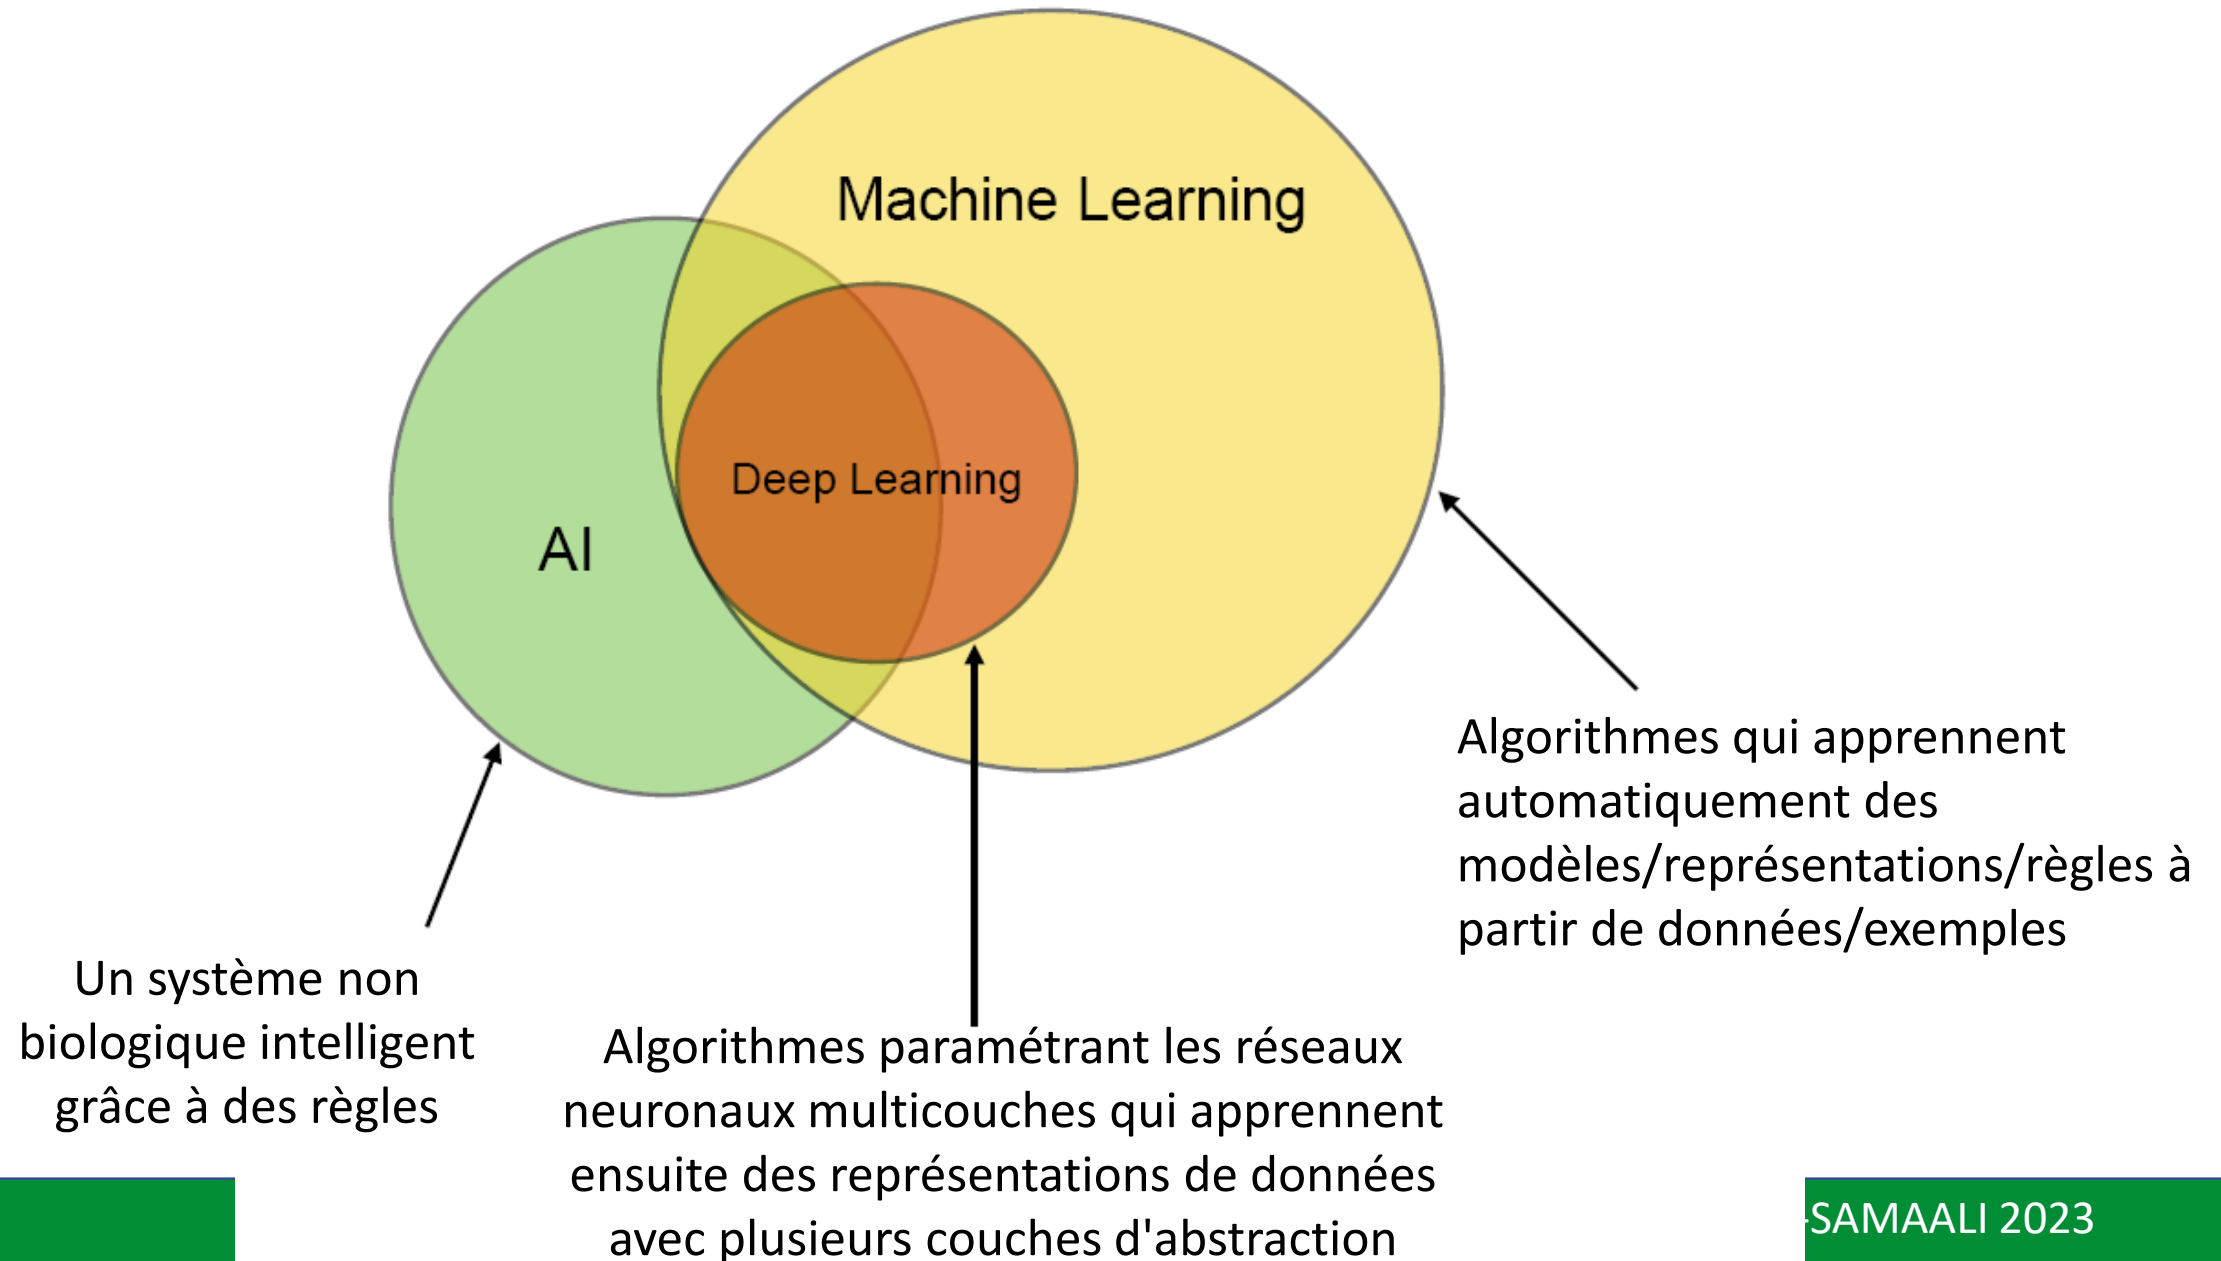 Machine Learning
Deep Learning
AI
Algorithmes qui apprennent
automatiquement des
modèles/représentations/règles à
partir de données/exemples
Un système non
biologique intelligent
grâce à des règles
Algorithmes paramétrant les réseaux
neuronaux multicouches qui apprennent
ensuite des représentations de données
avec plusieurs couches d'abstraction
-SAMAALI 2023